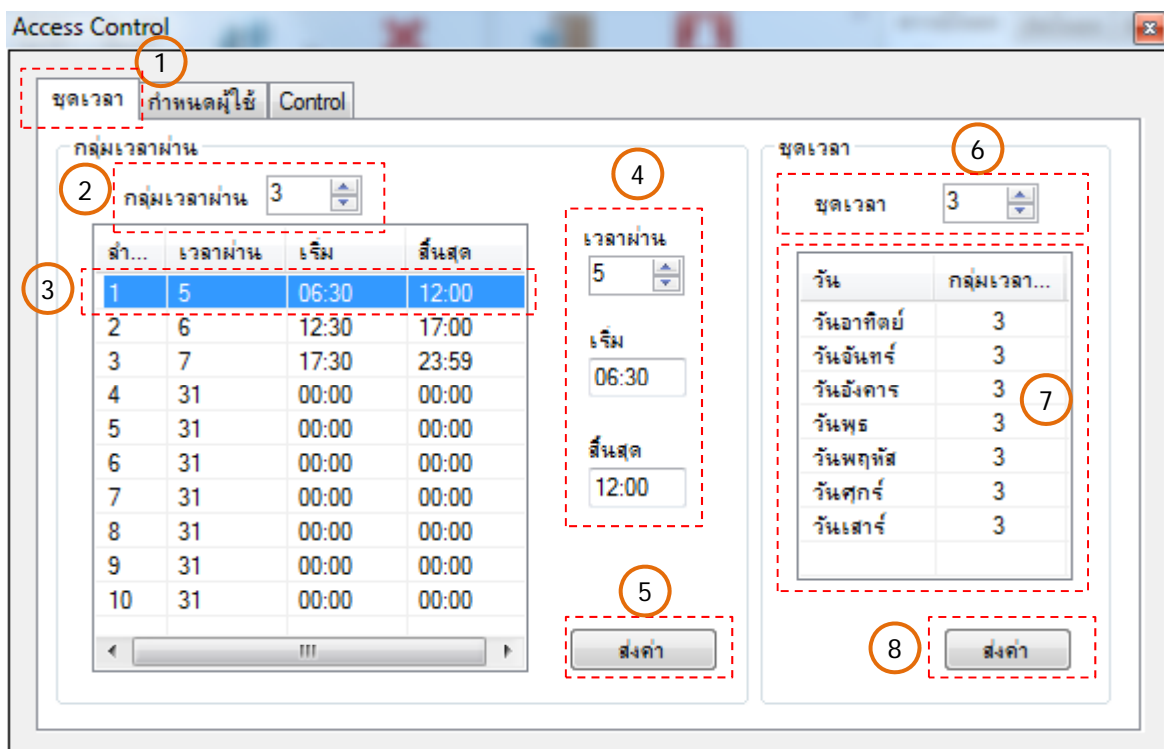 Access Control
1
ชุดเวลา กำหนดผู้ใช้ Control
กลุ่มเวลาผ่าน
2
กลุ่มเวลาผ่าน 3
ลำ... เวลาผ่าน เริ่ม สิ้นสุด
3
1 5 06:30 12:00
2 6 12:30 17:00
3 7 17:30 23:59
4 31 00:00 00:00
5 31 00:00 00:00
6 31 00:00 00:00
7 31 00:00 00:00
8 31 00:00 00:00
9 31 00:00 00:00
10 31 00:00 00:00
4
เวลาผ่าน
5
เริ่ม
06:30
สิ้นสุด
12:00
5
ส่งค่า
ชุดเวลา
6
ชุดเวลา 3
วัน กลุ่มเวลา...
วันอาทิตย์ 3
วันจันทร์ 3
วันอังคาร 3
7
วันพุธ 3
วันพฤหัส 3
วันศุกร์ 3
วันเสาร์ 3
8
ส่งค่า